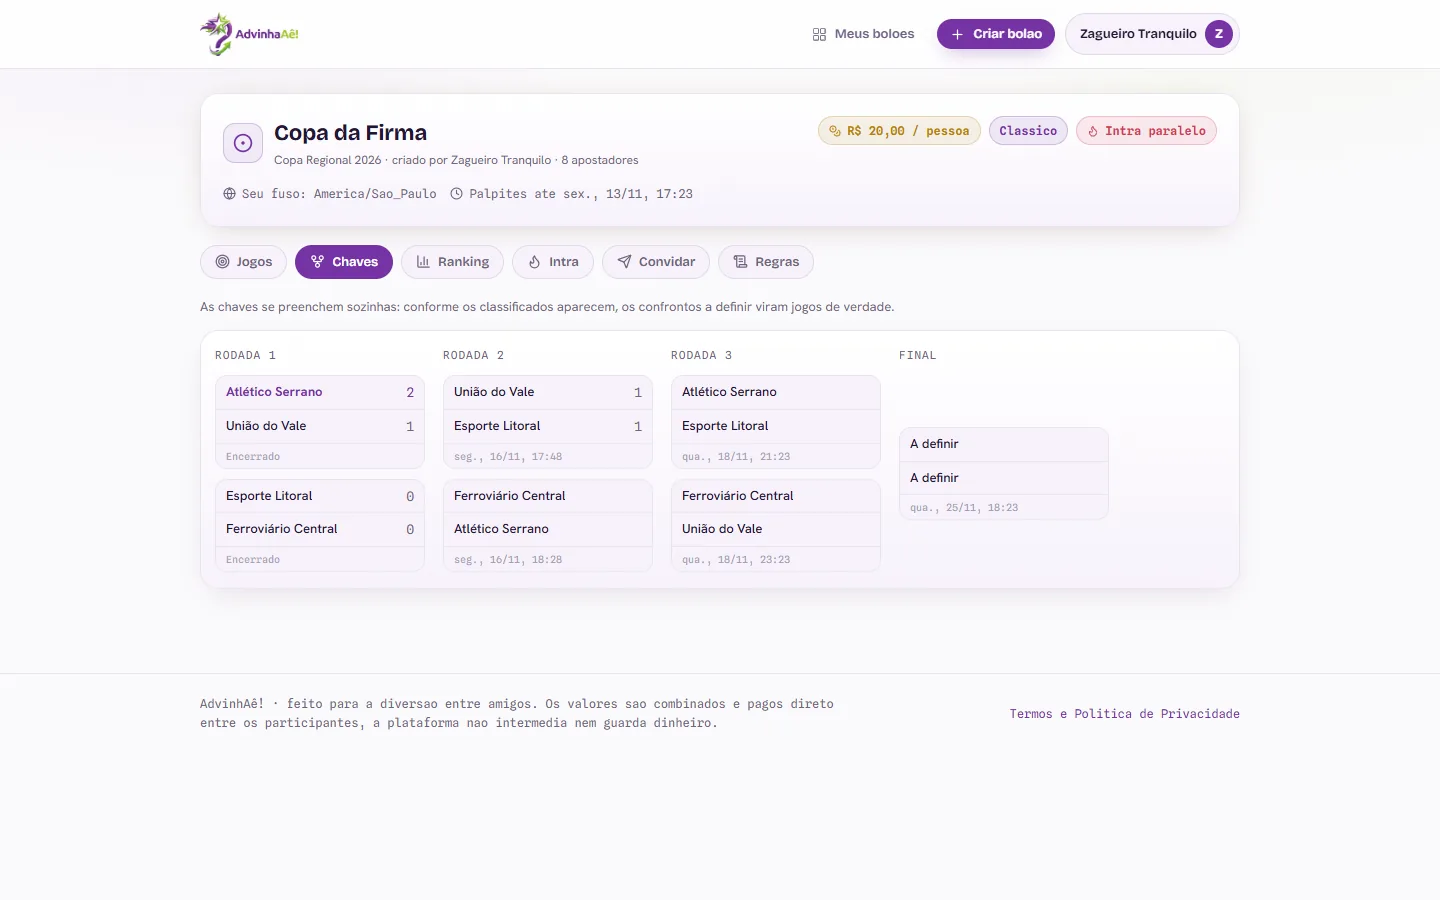 AdvinhaAê!
Meus boloes
Criar bolao
Zagueiro Tranquilo
Z
Copa da Firma
Copa Regional 2026 · criado por Zagueiro Tranquilo · 8 apostadores
R$ 20,00 / pessoa
Classico
Intra paralelo
Seu fuso: America/Sao_Paulo
Palpites ate sex., 13/11, 17:23
Jogos
Chaves
Ranking
Intra
Convidar
Regras
As chaves se preenchem sozinhas: conforme os classificados aparecem, os confrontos a definir viram jogos de verdade.
RODADA 1
Atlético Serrano 2
União do Vale 1
Encerrado
Esporte Litoral 0
Ferroviário Central 0
Encerrado
RODADA 2
União do Vale 1
Esporte Litoral 1
seg., 16/11, 17:48
Ferroviário Central
Atlético Serrano
seg., 16/11, 18:28
RODADA 3
Atlético Serrano
Esporte Litoral
qua., 18/11, 21:23
Ferroviário Central
União do Vale
qua., 18/11, 23:23
FINAL
A definir
A definir
qua., 25/11, 18:23
AdvinhAê! · feito para a diversao entre amigos. Os valores sao combinados e pagos direto
entre os participantes, a plataforma nao intermedia nem guarda dinheiro.
Termos e Politica de Privacidade